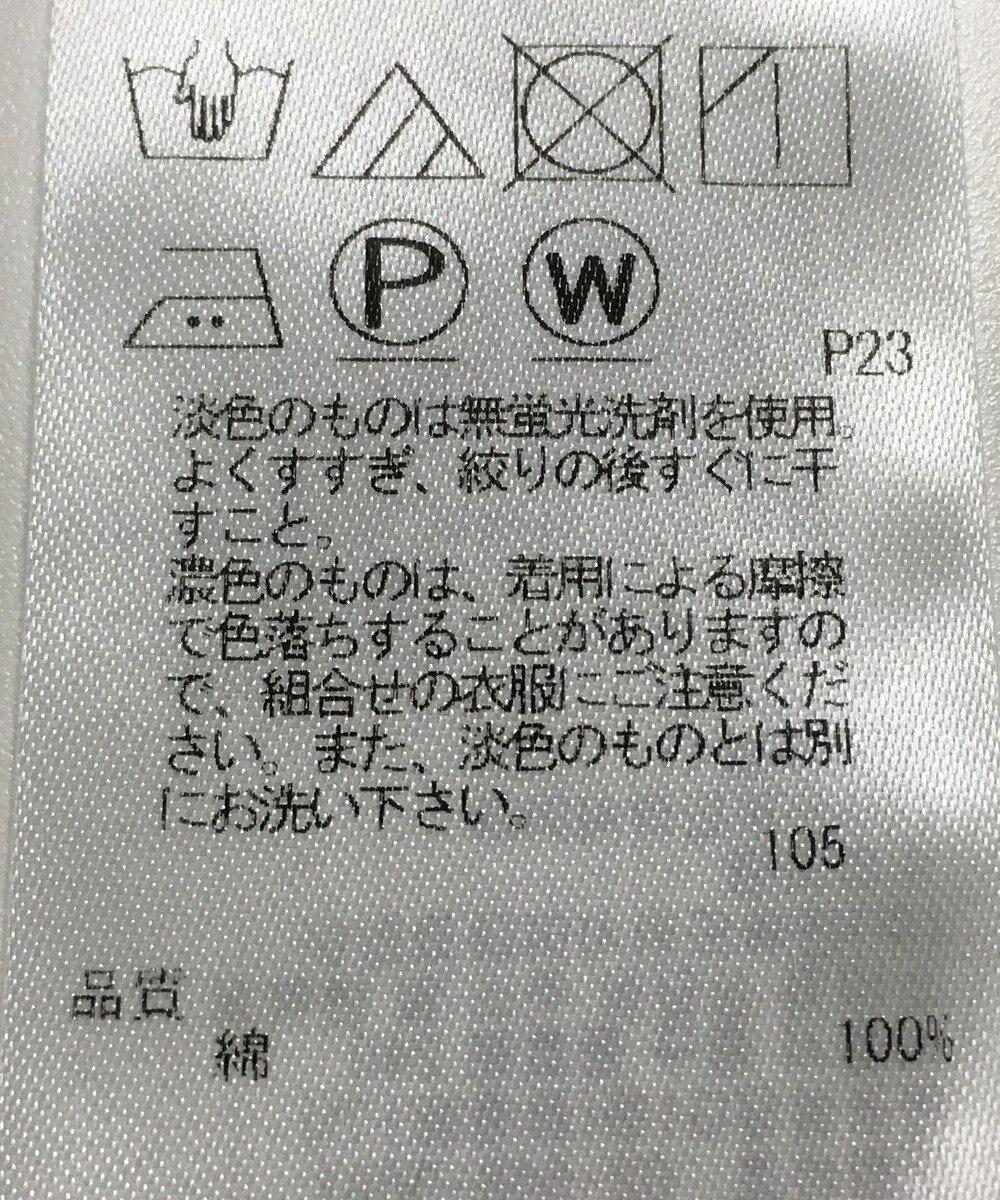 P W
P23
淡色のものは無蛍光洗剤を使用。
よくすすぎ、絞りの後すぐに干
すこと。
濃色のものは、着用による摩擦
で色落ちすることがありますの
で、組合せの衣服にご注意くだ
さい。また、淡色のものとは別
にお洗い下さい。
105
品質
綿 100%